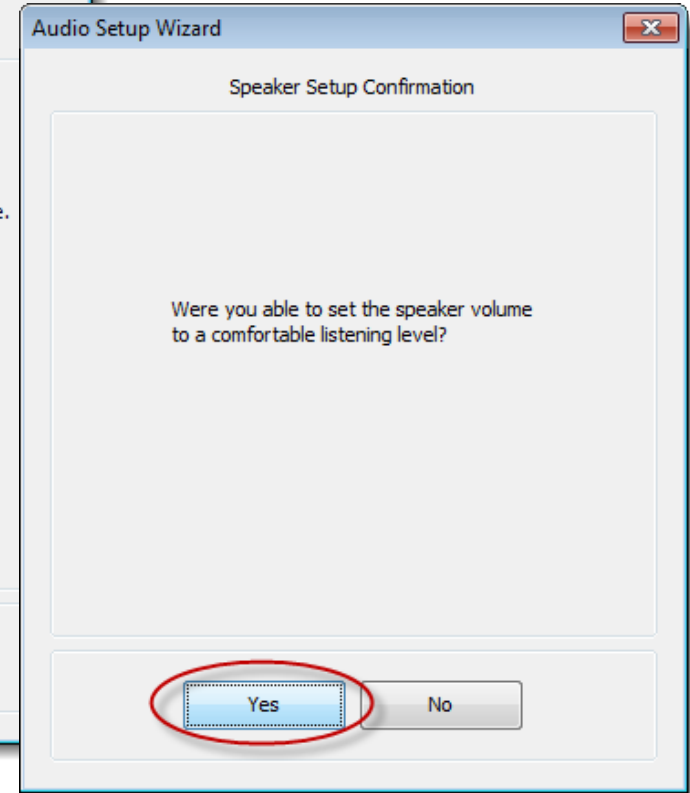 Audio Setup Wizard
Speaker Setup Confirmation
e.
Were you able to set the speaker volume
to a comfortable listening level?
Yes No